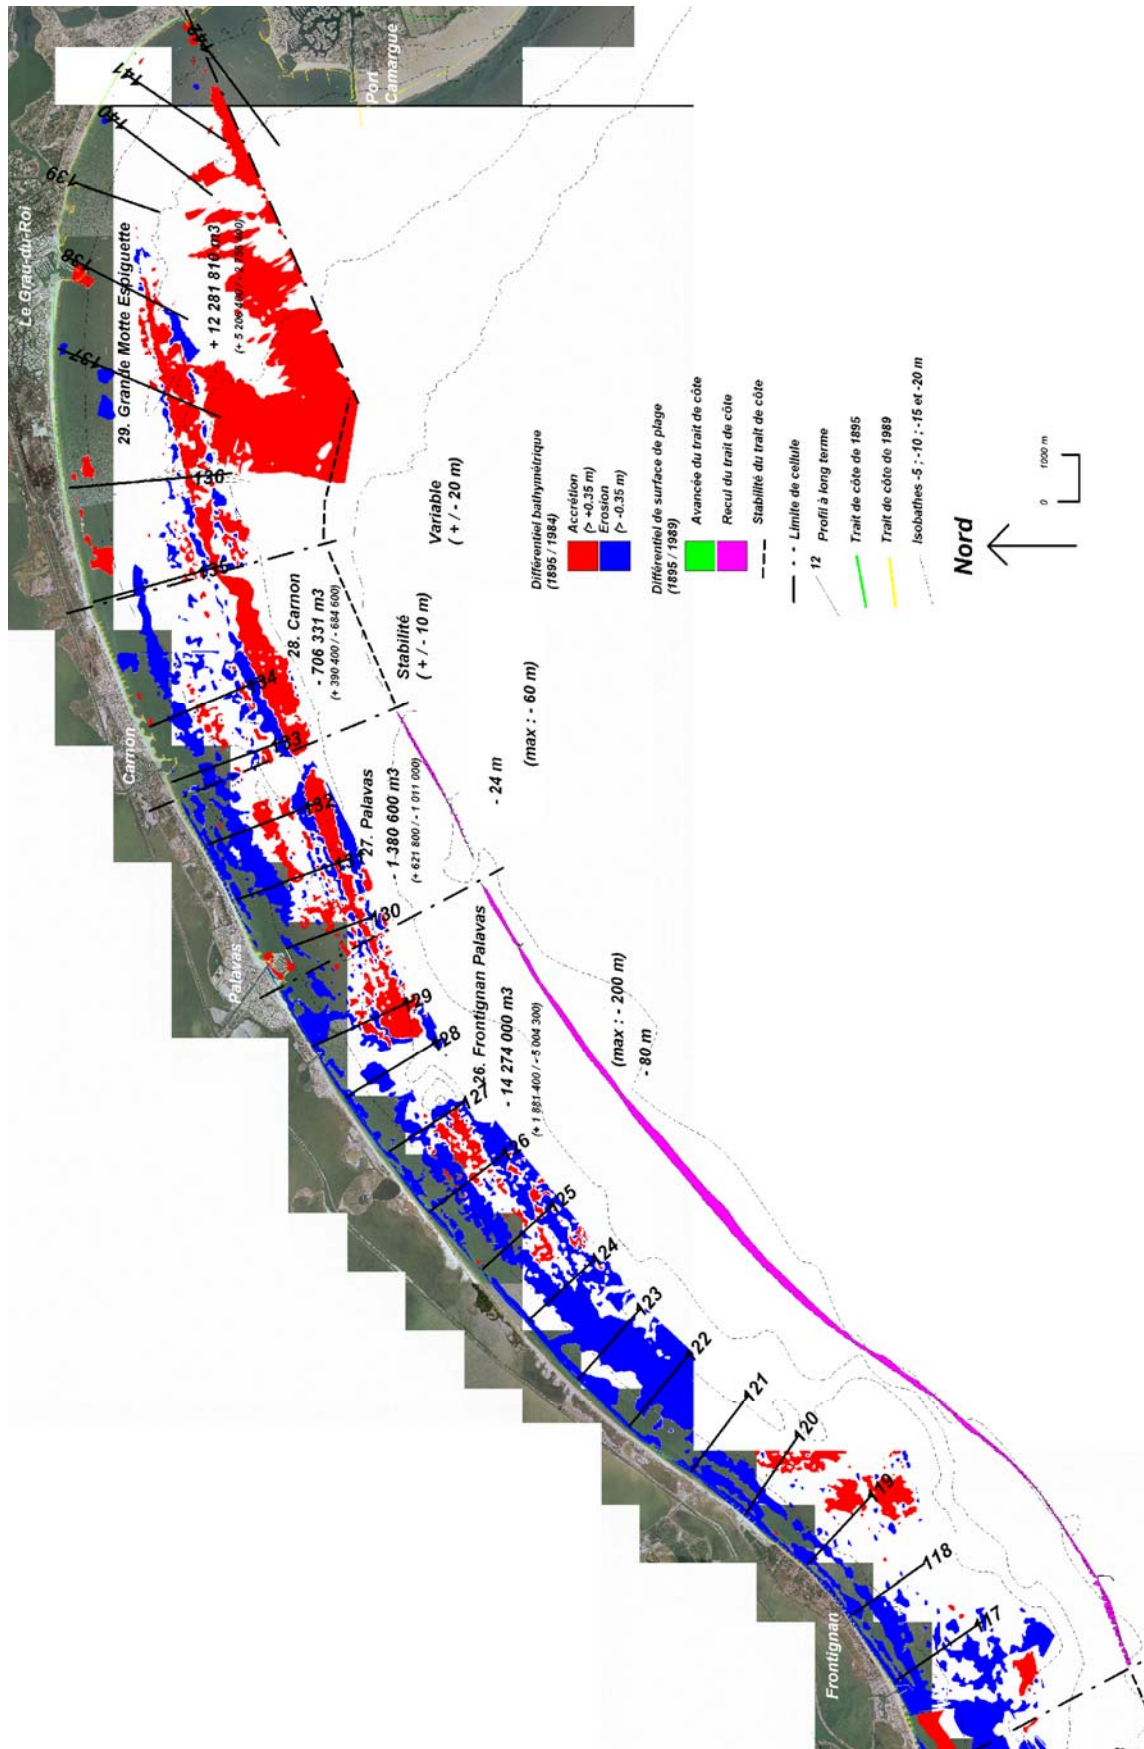 Le Grau-du-Roi
Port
Camargue
142
141
140
139
138
137
136
135
134
133
132
131
130
129
128
127
126
125
124
123
122
121
120
119
118
117
29. Grande Motte Espiguette
+ 12 281 810 m3
28. Carnon
- 706 331 m3
(+ 390 400 / - 684 600)
Carnon
27. Palavas
- 1 380 600 m3
(+ 621 800 / - 1 011 000)
Palavas
26. Frontignan Palavas
- 14 274 000 m3
(+ 1 881 400 / - 5 004 300)
Frontignan
Variable
( + / - 20 m)
Stabilité
( + / - 10 m)
- 24 m
(max : - 60 m)
(max : - 200 m)
- 80 m
Différentiel bathymétrique
(1895 / 1984)
Accrétion
(> +0.35 m)
Erosion
(> -0.35 m)
Différentiel de surface de plage
(1895 / 1989)
Avancée du trait de côte
Recul du trait de côte
Stabilité du trait de côte
Limite de cellule
12 Profil à long terme
Trait de côte de 1895
Trait de côte de 1989
Isobathes -5 ; -10 ; -15 et -20 m
Nord
0 1000 m